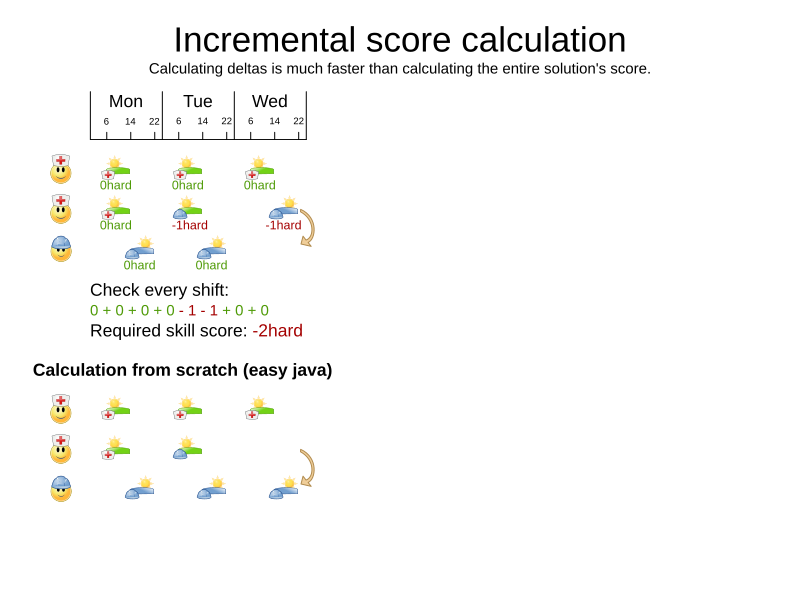 Incremental score calculation
Calculating deltas is much faster than calculating the entire solution's score.
Mon Tue Wed
6 14 22 6 14 22 6 14 22
0hard 0hard 0hard
0hard -1hard -1hard
0hard 0hard
Check every shift:
0 + 0 + 0 + 0 - 1 - 1 + 0 + 0
Required skill score: -2hard
Calculation from scratch (easy java)